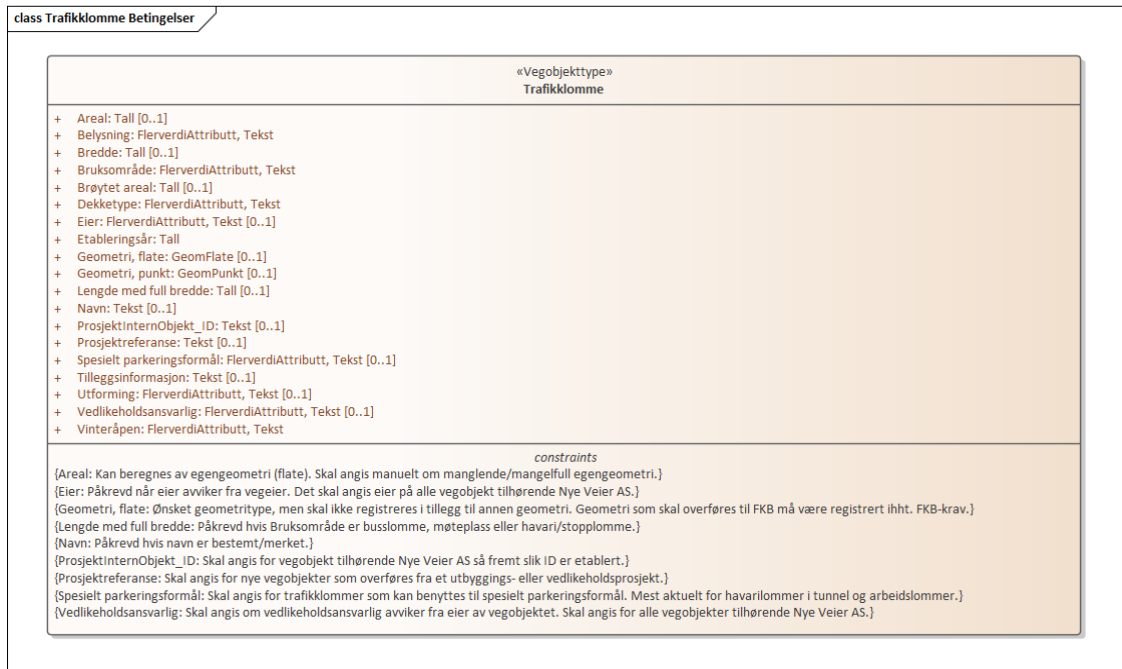 class Trafikklomme Betingelser
«Vegobjekttype»
Trafikklomme
+ Areal: Tall [0..1]
+ Belysning: FlerverdiAttributt, Tekst
+ Bredde: Tall [0..1]
+ Bruksområde: FlerverdiAttributt, Tekst
+ Brøytet areal: Tall [0..1]
+ Dekketype: FlerverdiAttributt, Tekst
+ Eier: FlerverdiAttributt, Tekst [0..1]
+ Etableringsår: Tall
+ Geometri, flate: GeomFlate [0..1]
+ Geometri, punkt: GeomPunkt [0..1]
+ Lengde med full bredde: Tall [0..1]
+ Navn: Tekst [0..1]
+ ProsjektInternObjekt_ID: Tekst [0..1]
+ Prosjektreferanse: Tekst [0..1]
+ Spesielt parkeringsformål: FlerverdiAttributt, Tekst [0..1]
+ Tilleggsinformasjon: Tekst [0..1]
+ Utforming: FlerverdiAttributt, Tekst [0..1]
+ Vedlikeholdsansvarlig: FlerverdiAttributt, Tekst [0..1]
+ Vinteråpen: FlerverdiAttributt, Tekst
constraints
{Areal: Kan beregnes av egengeometri (flate). Skal angis manuelt om manglende/mangelfull egengeometri.}
{Eier: Påkrevd når eier avviker fra vegeier. Det skal angis eier på alle vegobjekt tilhørende Nye Veier AS.}
{Geometri, flate: Ønsket geometritype, men skal ikke registreres i tillegg til annen geometri. Geometri som skal overføres til FKB må være registrert ihht. FKB-krav.}
{Lengde med full bredde: Påkrevd hvis Bruksområde er busslomme, møteplass eller havari/stopplomme.}
{Navn: Påkrevd hvis navn er bestemt/merket.}
{ProsjektInternObjekt_ID: Skal angis for vegobjekt tilhørende Nye Veier AS så fremt slik ID er etablert.}
{Prosjektreferanse: Skal angis for nye vegobjekter som overføres fra et utbyggings- eller vedlikeholdsprosjekt.}
{Spesielt parkeringsformål: Skal angis for trafikklommer som kan benyttes til spesielt parkeringsformål. Mest aktuelt for havarilommer i tunnel og arbeidslommer.}
{Vedlikeholdsansvarlig: Skal angis om vedlikeholdsansvarlig avviker fra eier av vegobjektet. Skal angis for alle vegobjekter tilhørende Nye Veier AS.}